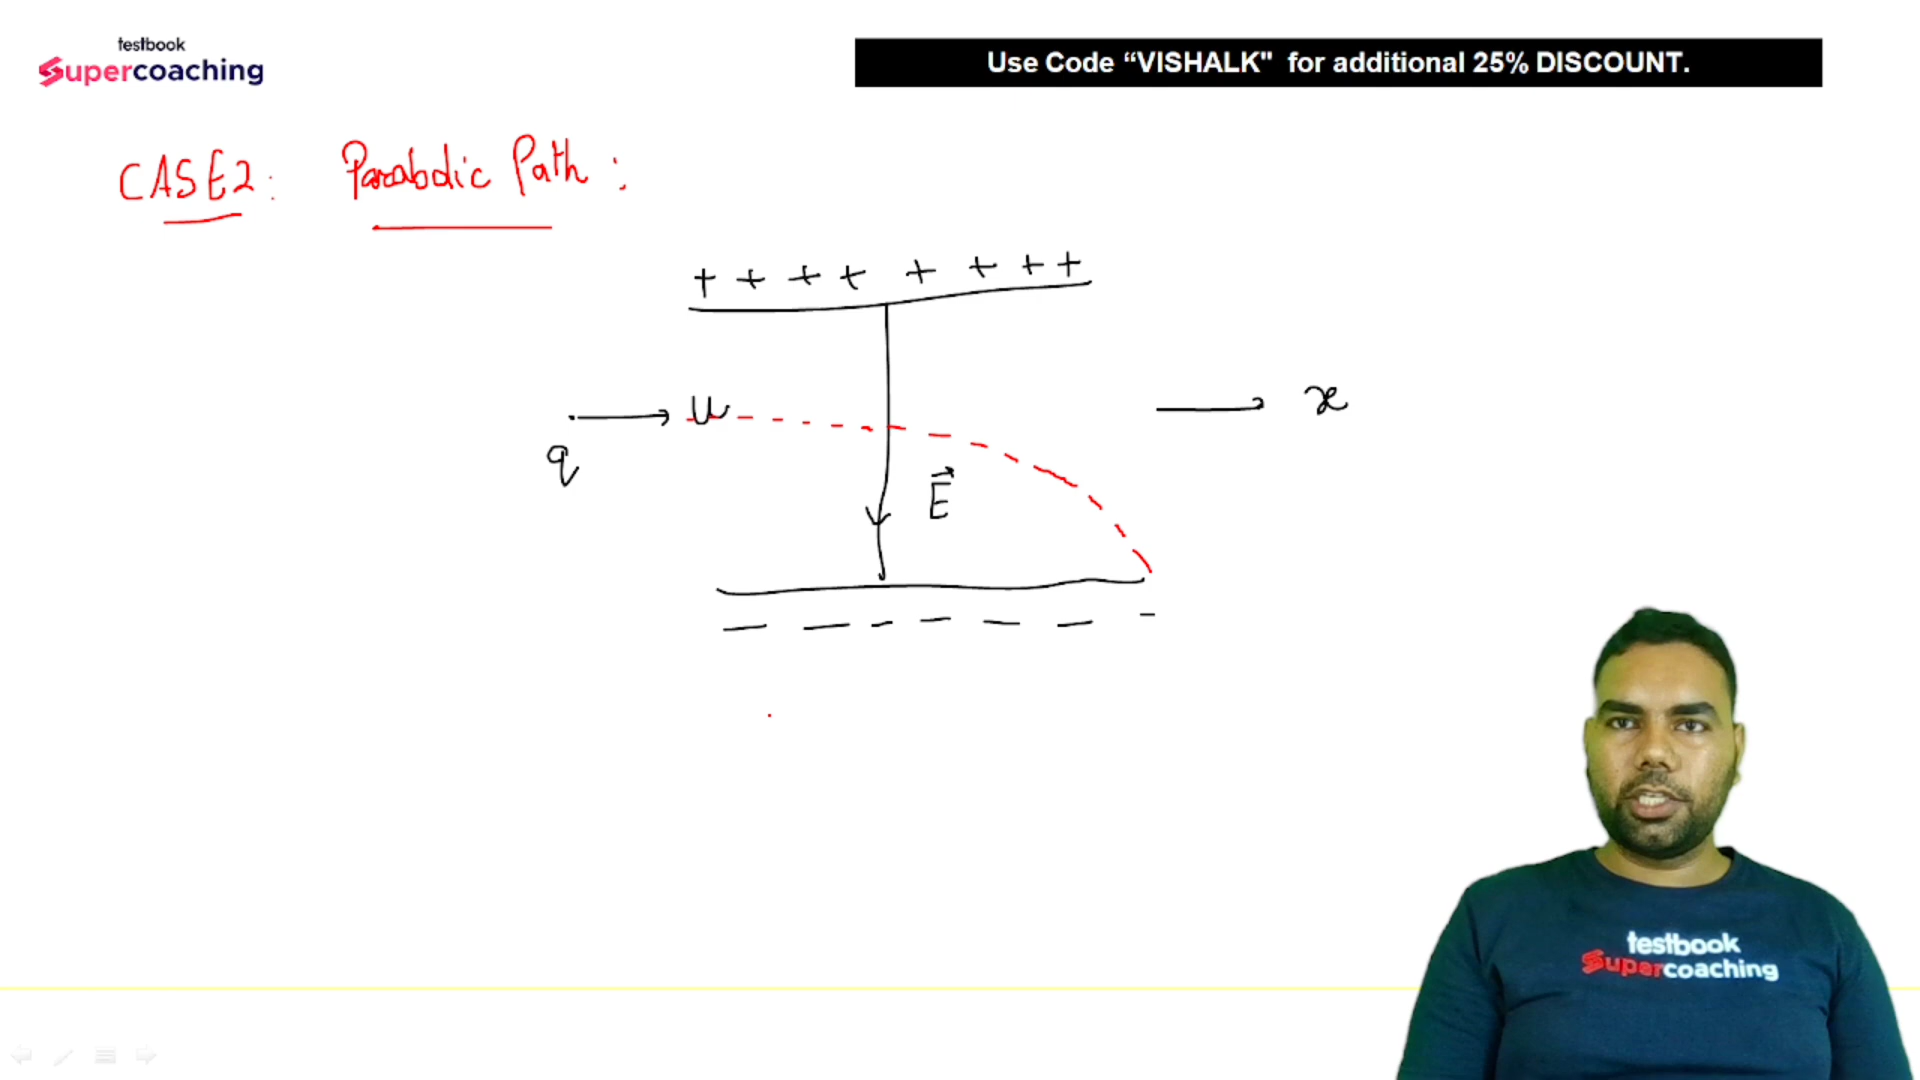 testbook
Supercoaching
Use Code “VISHALK" for additional 25% DISCOUNT.
CASE2: Parabolic Path:
+ + + + + + + +
u
x
q
E
testbook
Supercoaching